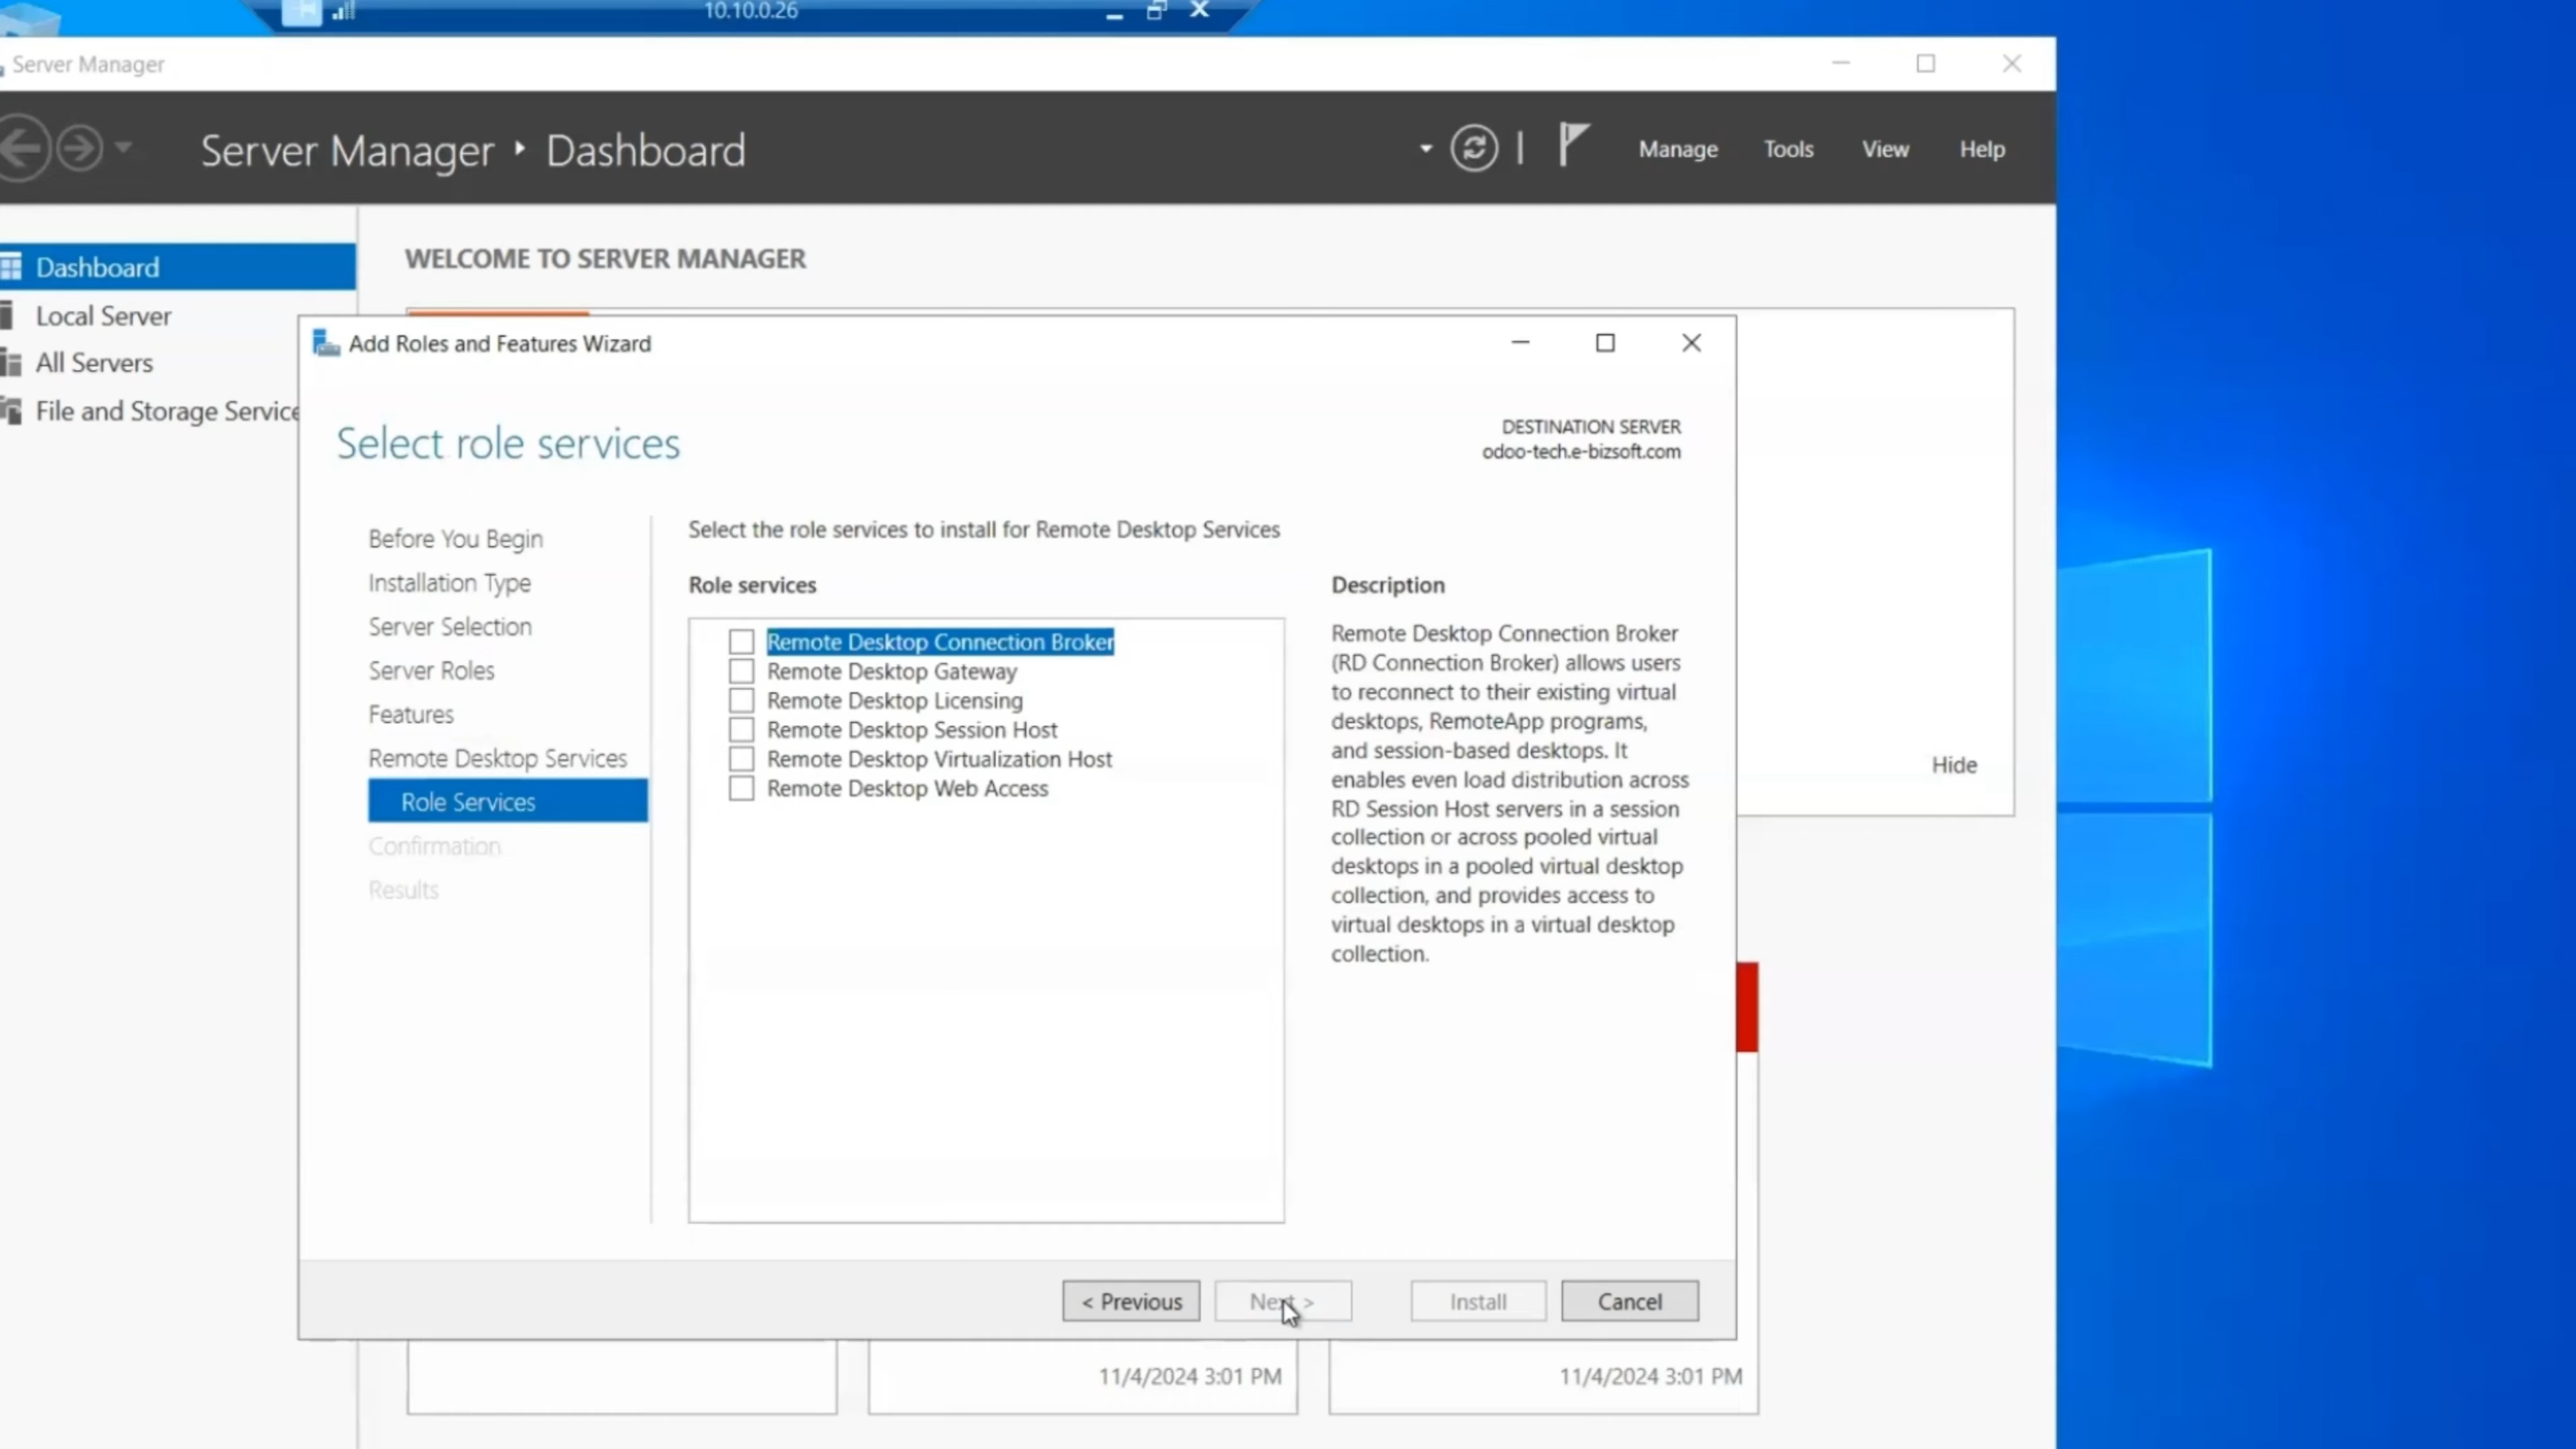 10.10.0.26
Server Manager
Server Manager ‣ Dashboard
Manage Tools View Help
Dashboard
Local Server
All Servers
File and Storage Service
WELCOME TO SERVER MANAGER
Hide
Add Roles and Features Wizard
Select role services
DESTINATION SERVER
odoo-tech.e-bizsoft.com
Before You Begin
Installation Type
Server Selection
Server Roles
Features
Remote Desktop Services
Role Services
Confirmation
Results
Select the role services to install for Remote Desktop Services
Role services
Remote Desktop Connection Broker
Remote Desktop Gateway
Remote Desktop Licensing
Remote Desktop Session Host
Remote Desktop Virtualization Host
Remote Desktop Web Access
Description
Remote Desktop Connection Broker
(RD Connection Broker) allows users
to reconnect to their existing virtual
desktops, RemoteApp programs,
and session-based desktops. It
enables even load distribution across
RD Session Host servers in a session
collection or across pooled virtual
desktops in a pooled virtual desktop
collection, and provides access to
virtual desktops in a virtual desktop
collection.
< Previous
Next >
Install
Cancel
11/4/2024 3:01 PM
11/4/2024 3:01 PM